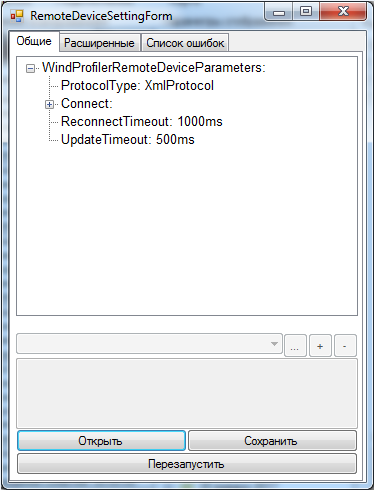 RemoteDeviceSettingForm
Общие Расширенные Список ошибок
WindProfilerRemoteDeviceParameters:
ProtocolType: XmlProtocol
Connect:
ReconnectTimeout: 1000ms
UpdateTimeout: 500ms
... + -
Открыть Сохранить
Перезапустить